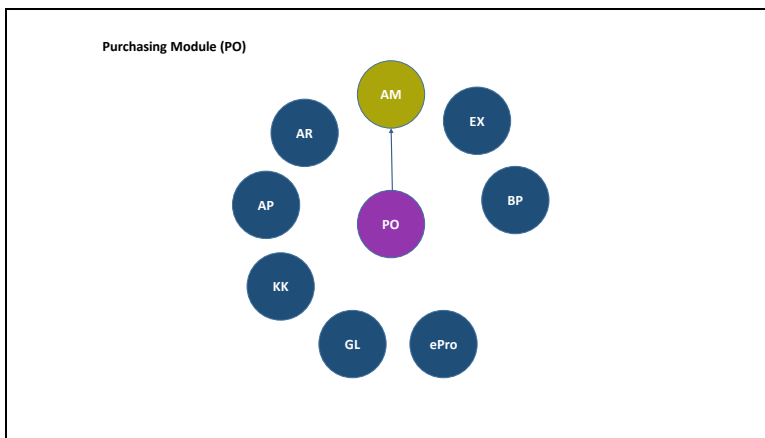 Purchasing Module (PO)
AM
EX
AR
BP
AP
PO
KK
GL
ePro